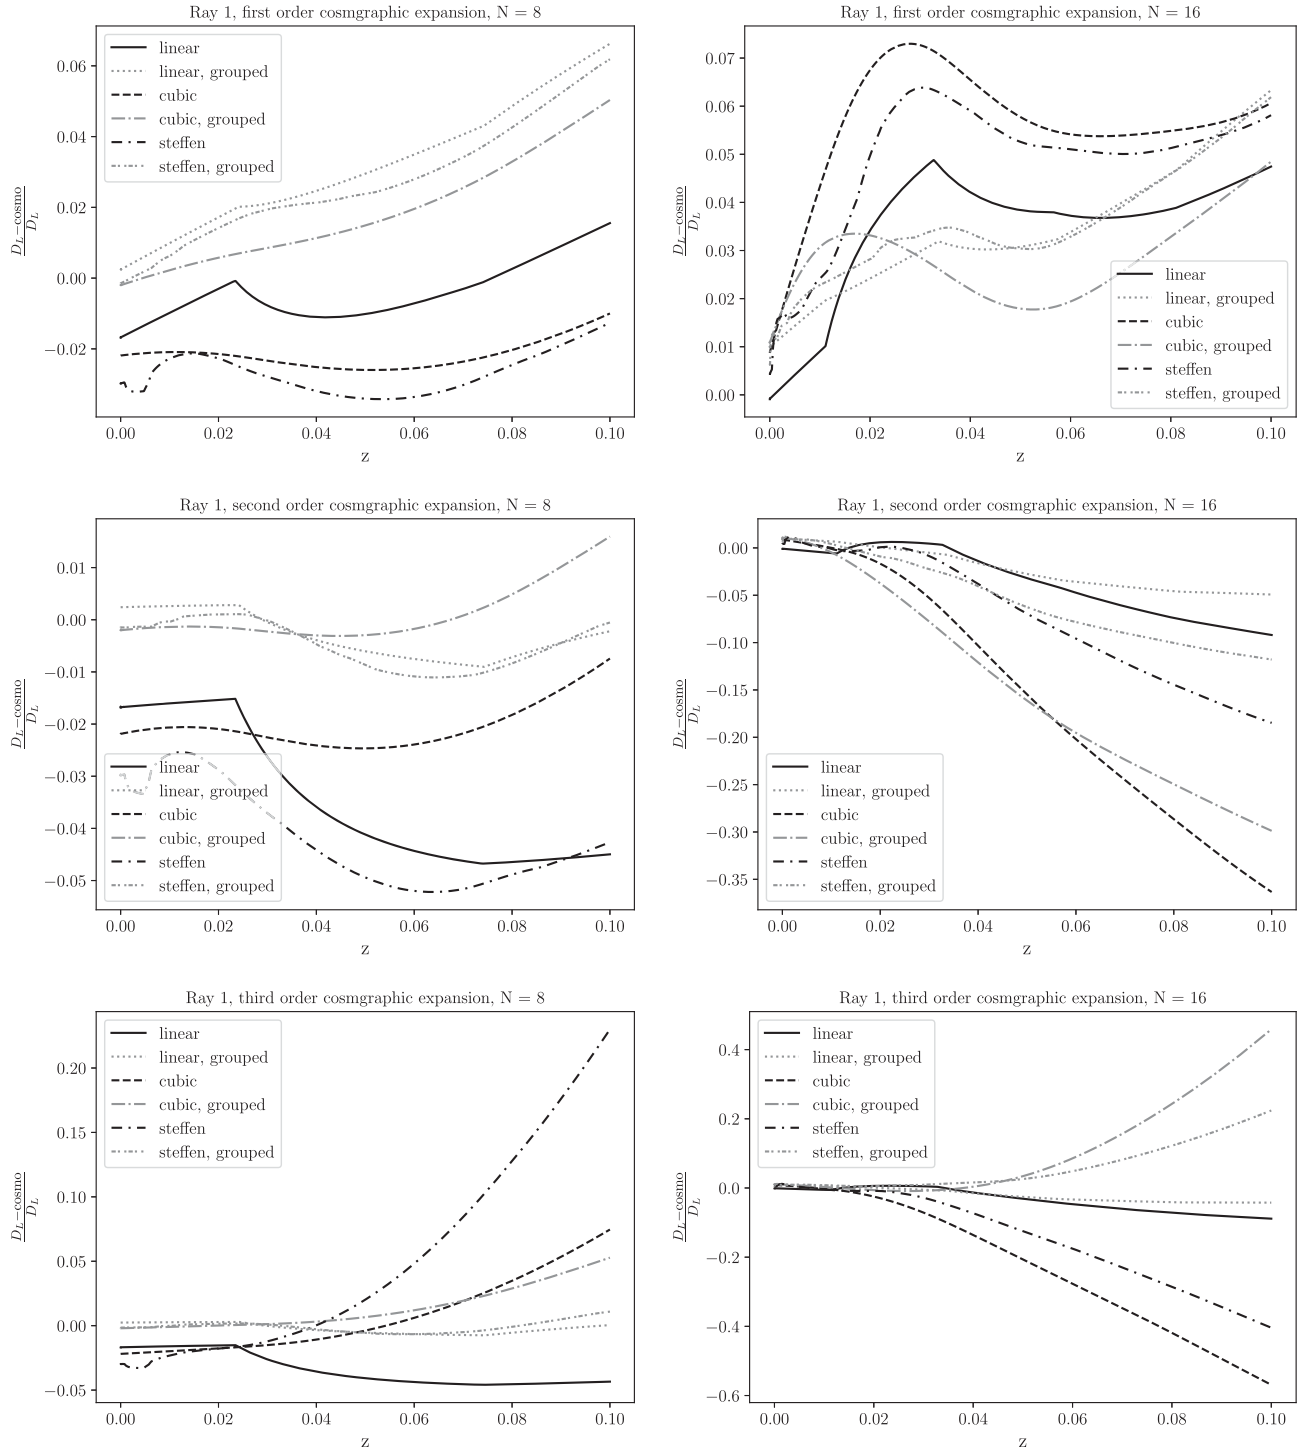 Ray 1, first order cosmgraphic expansion, N = 8
linear
linear, grouped
cubic
cubic, grouped
steffen
steffen, grouped
0.06
0.04
0.02
0.00
−0.02
D_L−cosmo
D_L
0.00 0.02 0.04 0.06 0.08 0.10
z
Ray 1, first order cosmgraphic expansion, N = 16
0.07
0.06
0.05
0.04
0.03
0.02
0.01
0.00
D_L−cosmo
D_L
linear
linear, grouped
cubic
cubic, grouped
steffen
steffen, grouped
0.00 0.02 0.04 0.06 0.08 0.10
z
Ray 1, second order cosmgraphic expansion, N = 8
0.01
0.00
−0.01
−0.02
−0.03
−0.04
−0.05
D_L−cosmo
D_L
linear
linear, grouped
cubic
cubic, grouped
steffen
steffen, grouped
0.00 0.02 0.04 0.06 0.08 0.10
z
Ray 1, second order cosmgraphic expansion, N = 16
0.00
−0.05
−0.10
−0.15
−0.20
−0.25
−0.30
−0.35
D_L−cosmo
D_L
linear
linear, grouped
cubic
cubic, grouped
steffen
steffen, grouped
0.00 0.02 0.04 0.06 0.08 0.10
z
Ray 1, third order cosmgraphic expansion, N = 8
linear
linear, grouped
cubic
cubic, grouped
steffen
steffen, grouped
0.20
0.15
0.10
0.05
0.00
−0.05
D_L−cosmo
D_L
0.00 0.02 0.04 0.06 0.08 0.10
z
Ray 1, third order cosmgraphic expansion, N = 16
linear
linear, grouped
cubic
cubic, grouped
steffen
steffen, grouped
0.4
0.2
0.0
−0.2
−0.4
−0.6
D_L−cosmo
D_L
0.00 0.02 0.04 0.06 0.08 0.10
z